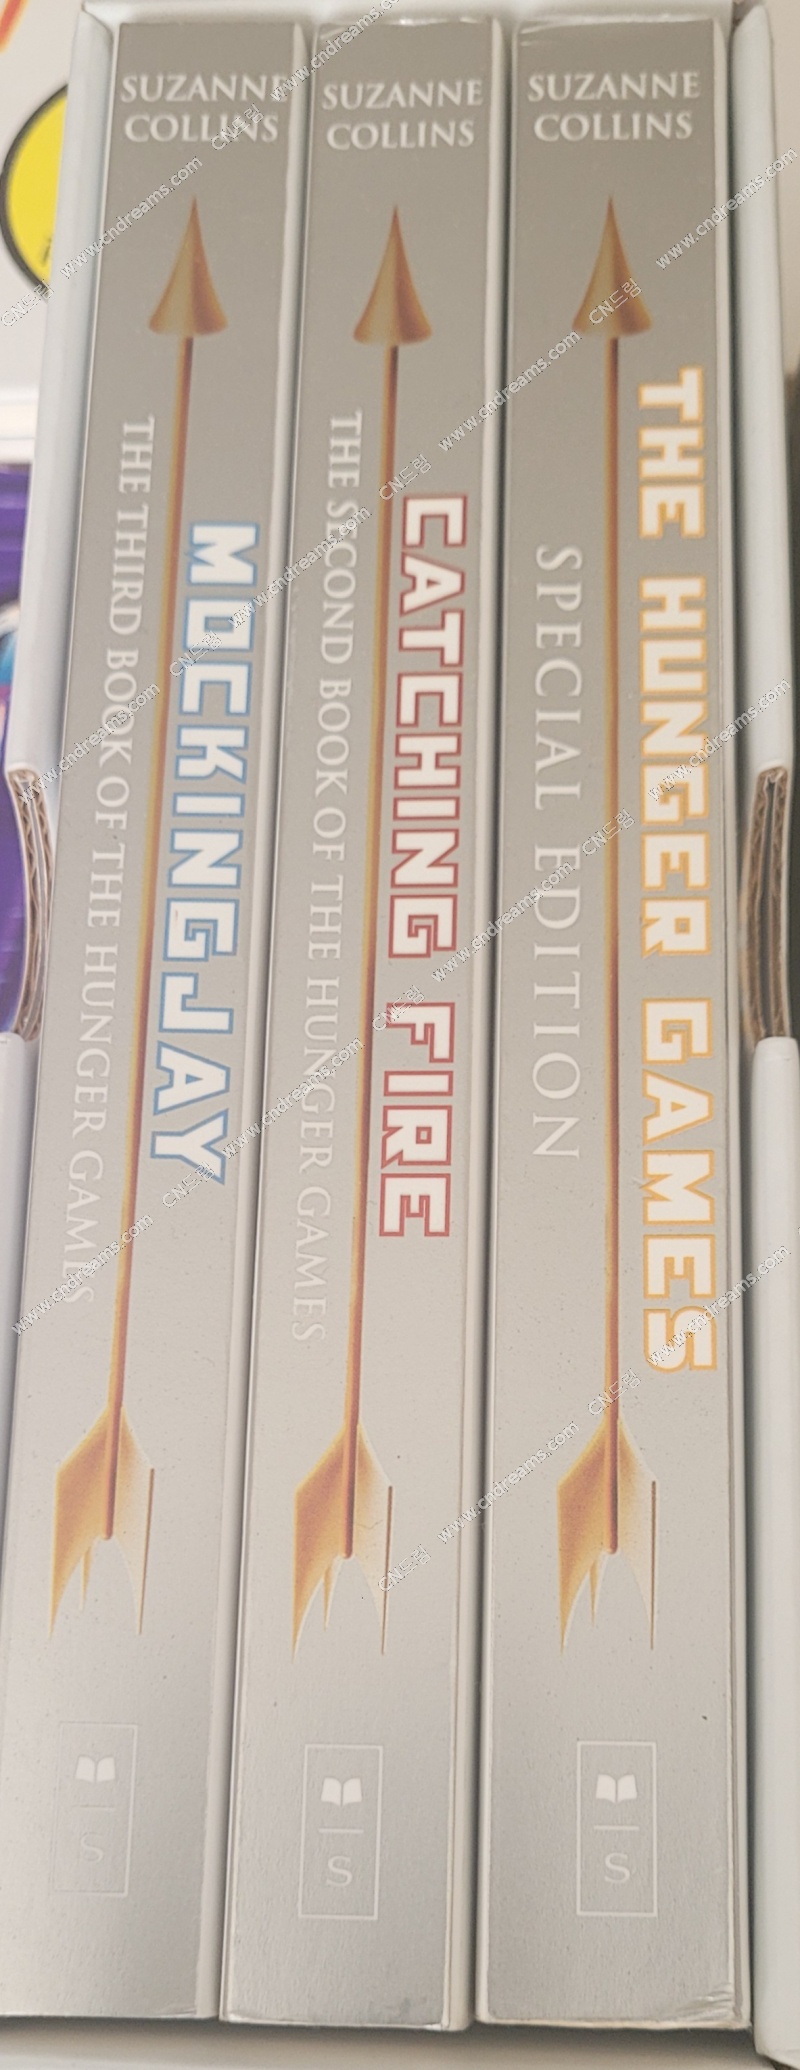 SUZANNE
COLLINS
MOCKINGJAY
THE THIRD BOOK OF THE HUNGER GAMES
S
SUZANNE
COLLINS
CATCHING FIRE
THE SECOND BOOK OF THE HUNGER GAMES
S
SUZANNE
COLLINS
THE HUNGER GAMES
SPECIAL EDITION
S
CN드림 www.cndreams.com